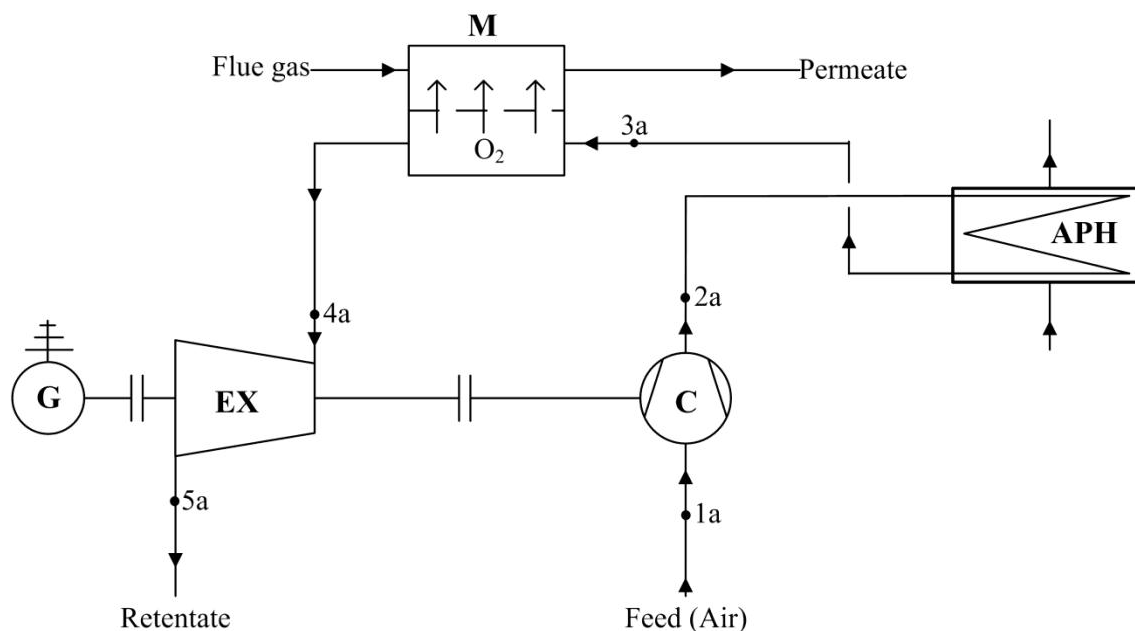 M
Flue gas
Permeate
3a
O₂
APH
2a
4a
G
EX
C
5a
1a
Retentate
Feed (Air)